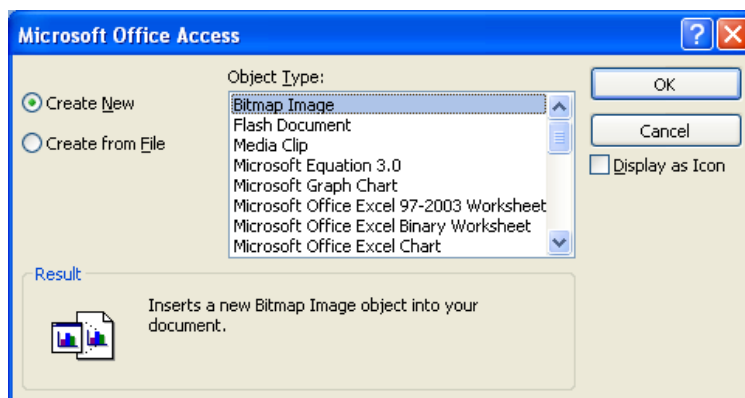 Microsoft Office Access
Object Type:
Create New
Create from File
Bitmap Image
Flash Document
Media Clip
Microsoft Equation 3.0
Microsoft Graph Chart
Microsoft Office Excel 97-2003 Worksheet
Microsoft Office Excel Binary Worksheet
Microsoft Office Excel Chart
OK
Cancel
Display as Icon
Result
Inserts a new Bitmap Image object into your
document.